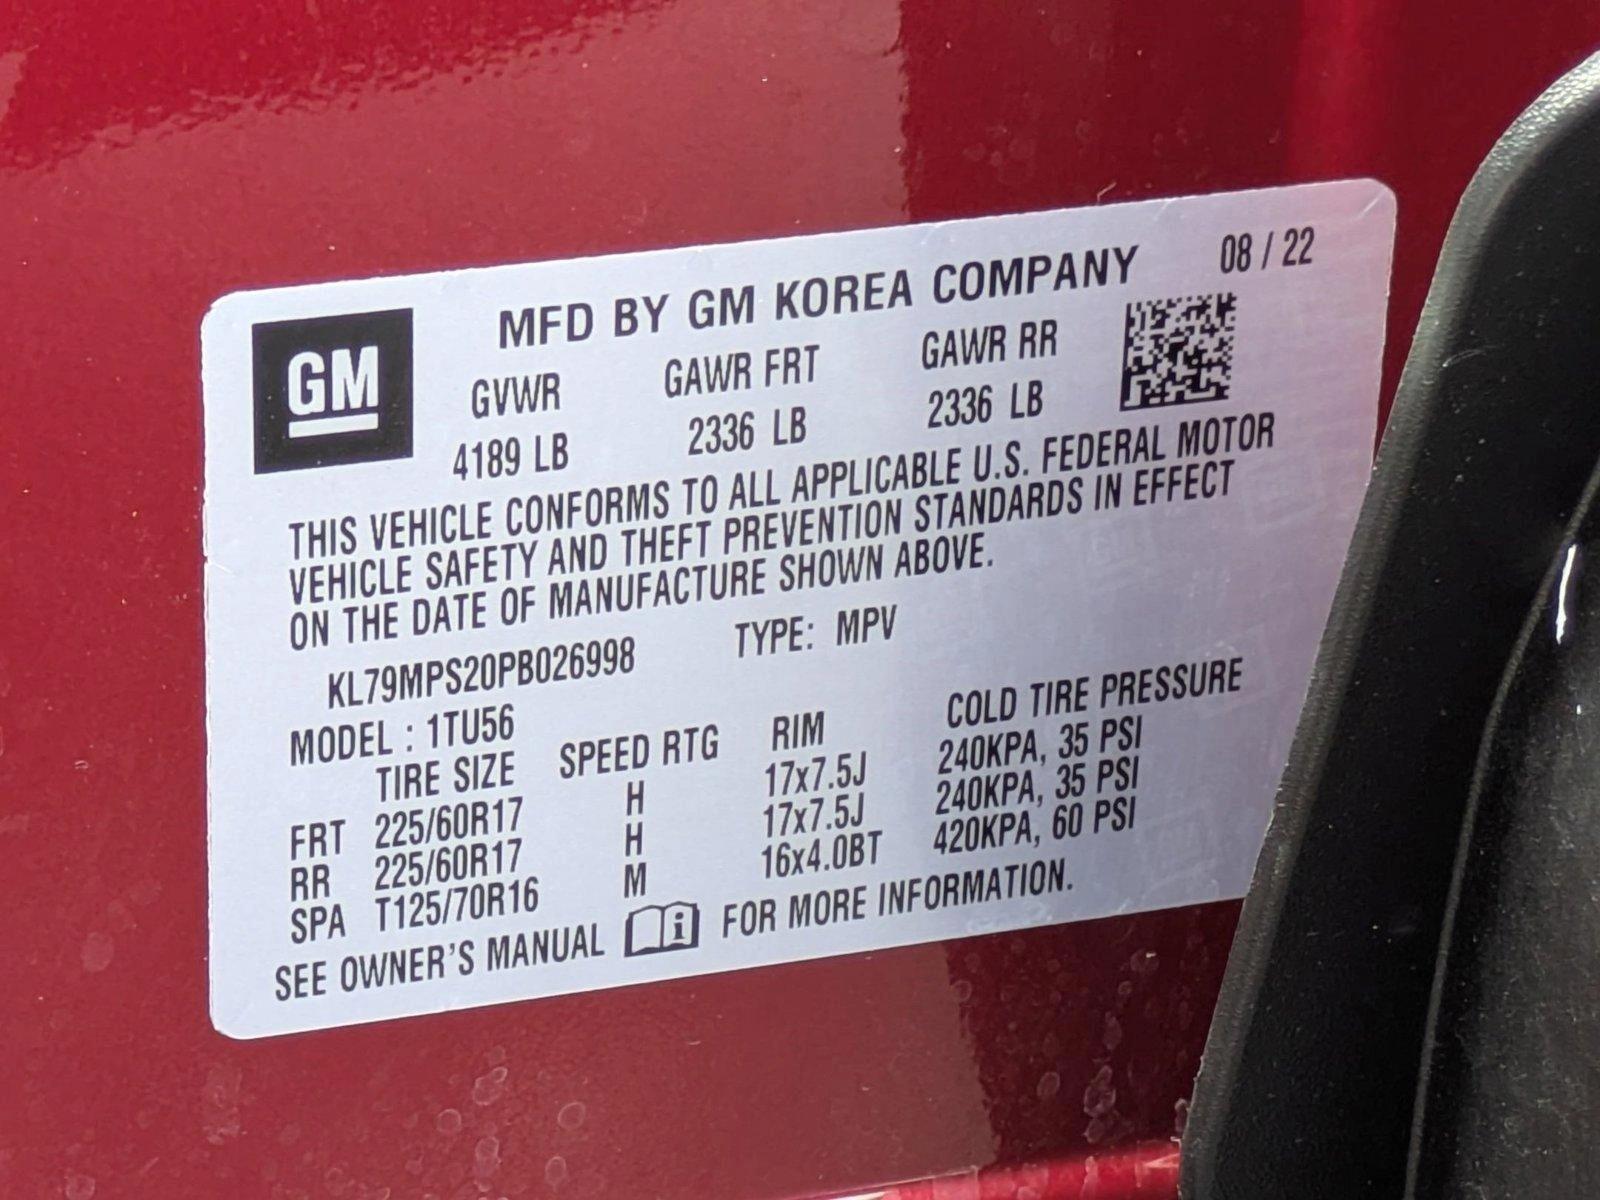 MFD BY GM KOREA COMPANY 08 / 22
GM
GVWR GAWR FRT GAWR RR
4189 LB 2336 LB 2336 LB
THIS VEHICLE CONFORMS TO ALL APPLICABLE U.S. FEDERAL MOTOR
VEHICLE SAFETY AND THEFT PREVENTION STANDARDS IN EFFECT
ON THE DATE OF MANUFACTURE SHOWN ABOVE.
KL79MPS20PB026998 TYPE: MPV
MODEL : 1TU56
TIRE SIZE SPEED RTG RIM COLD TIRE PRESSURE
FRT 225/60R17 H 17x7.5J 240KPA, 35 PSI
RR 225/60R17 H 17x7.5J 240KPA, 35 PSI
SPA T125/70R16 M 16x4.0BT 420KPA, 60 PSI
SEE OWNER'S MANUAL i FOR MORE INFORMATION.